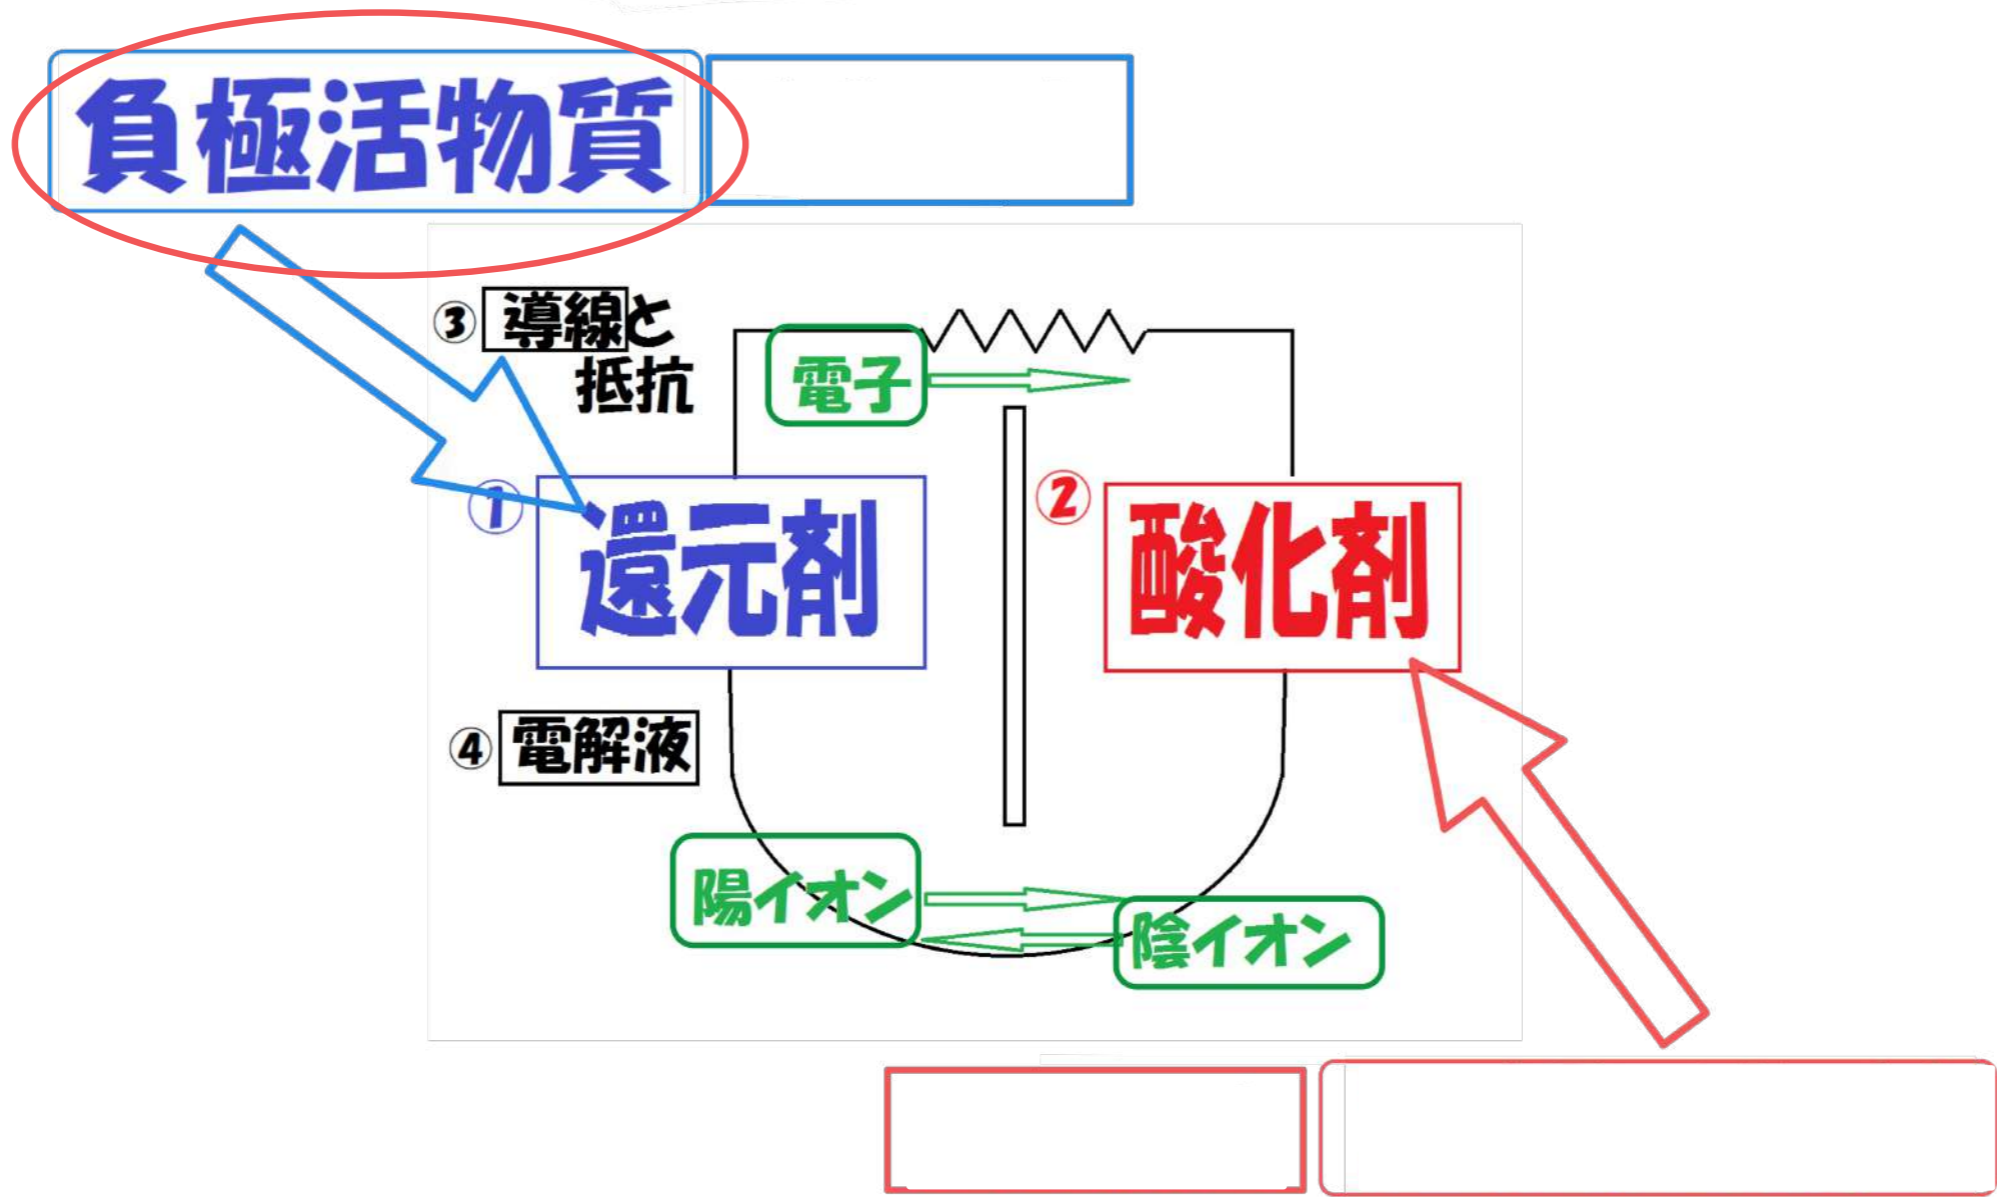 負極活物質
③ 導線と
抵抗
電子
① 還元剤
② 酸化剤
④ 電解液
陽イオン
陰イオン